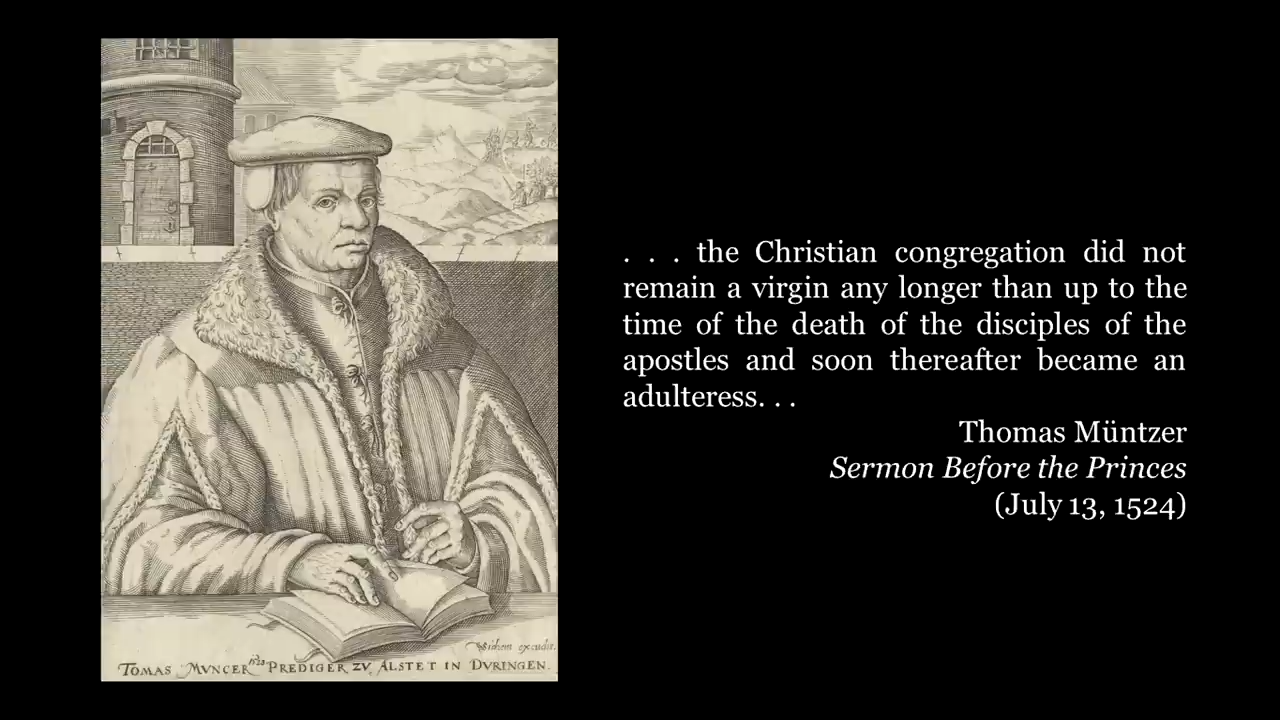 . . . the Christian congregation did not
remain a virgin any longer than up to the
time of the death of the disciples of the
apostles and soon thereafter became an
adulteress. . .
Thomas Müntzer
Sermon Before the Princes
(July 13, 1524)
excudit.
TOMAS MVNCER PREDIGER ZV ALSTET IN DVRINGEN.